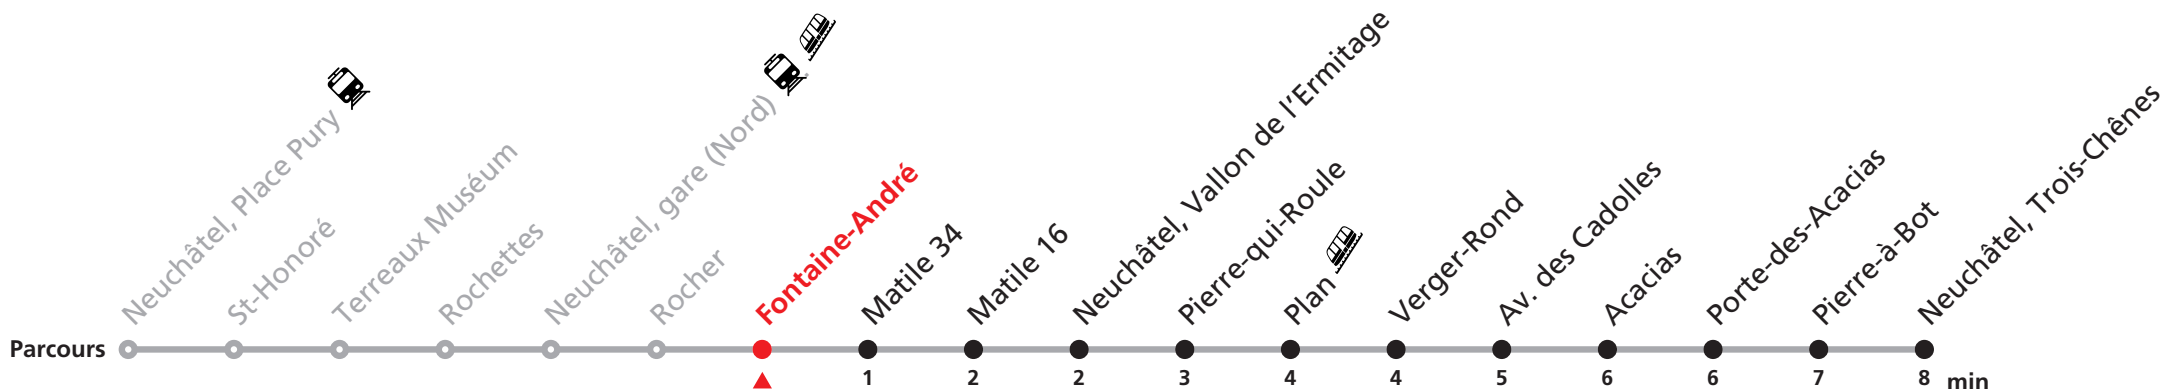 Neuchâtel, Place Pury
St-Honoré
Terreaux Muséum
Rochettes
Neuchâtel, gare (Nord)
Rocher
Fontaine-André
Matile 34
Matile 16
Neuchâtel, Vallon de l'Ermitage
Pierre-qui-Roule
Plan
Verger-Rond
Av. des Cadolles
Acacias
Porte-des-Acacias
Pierre-à-Bot
Neuchâtel, Trois-Chênes
Parcours
1 2 2 3 4 4 5 6 6 7 8 min